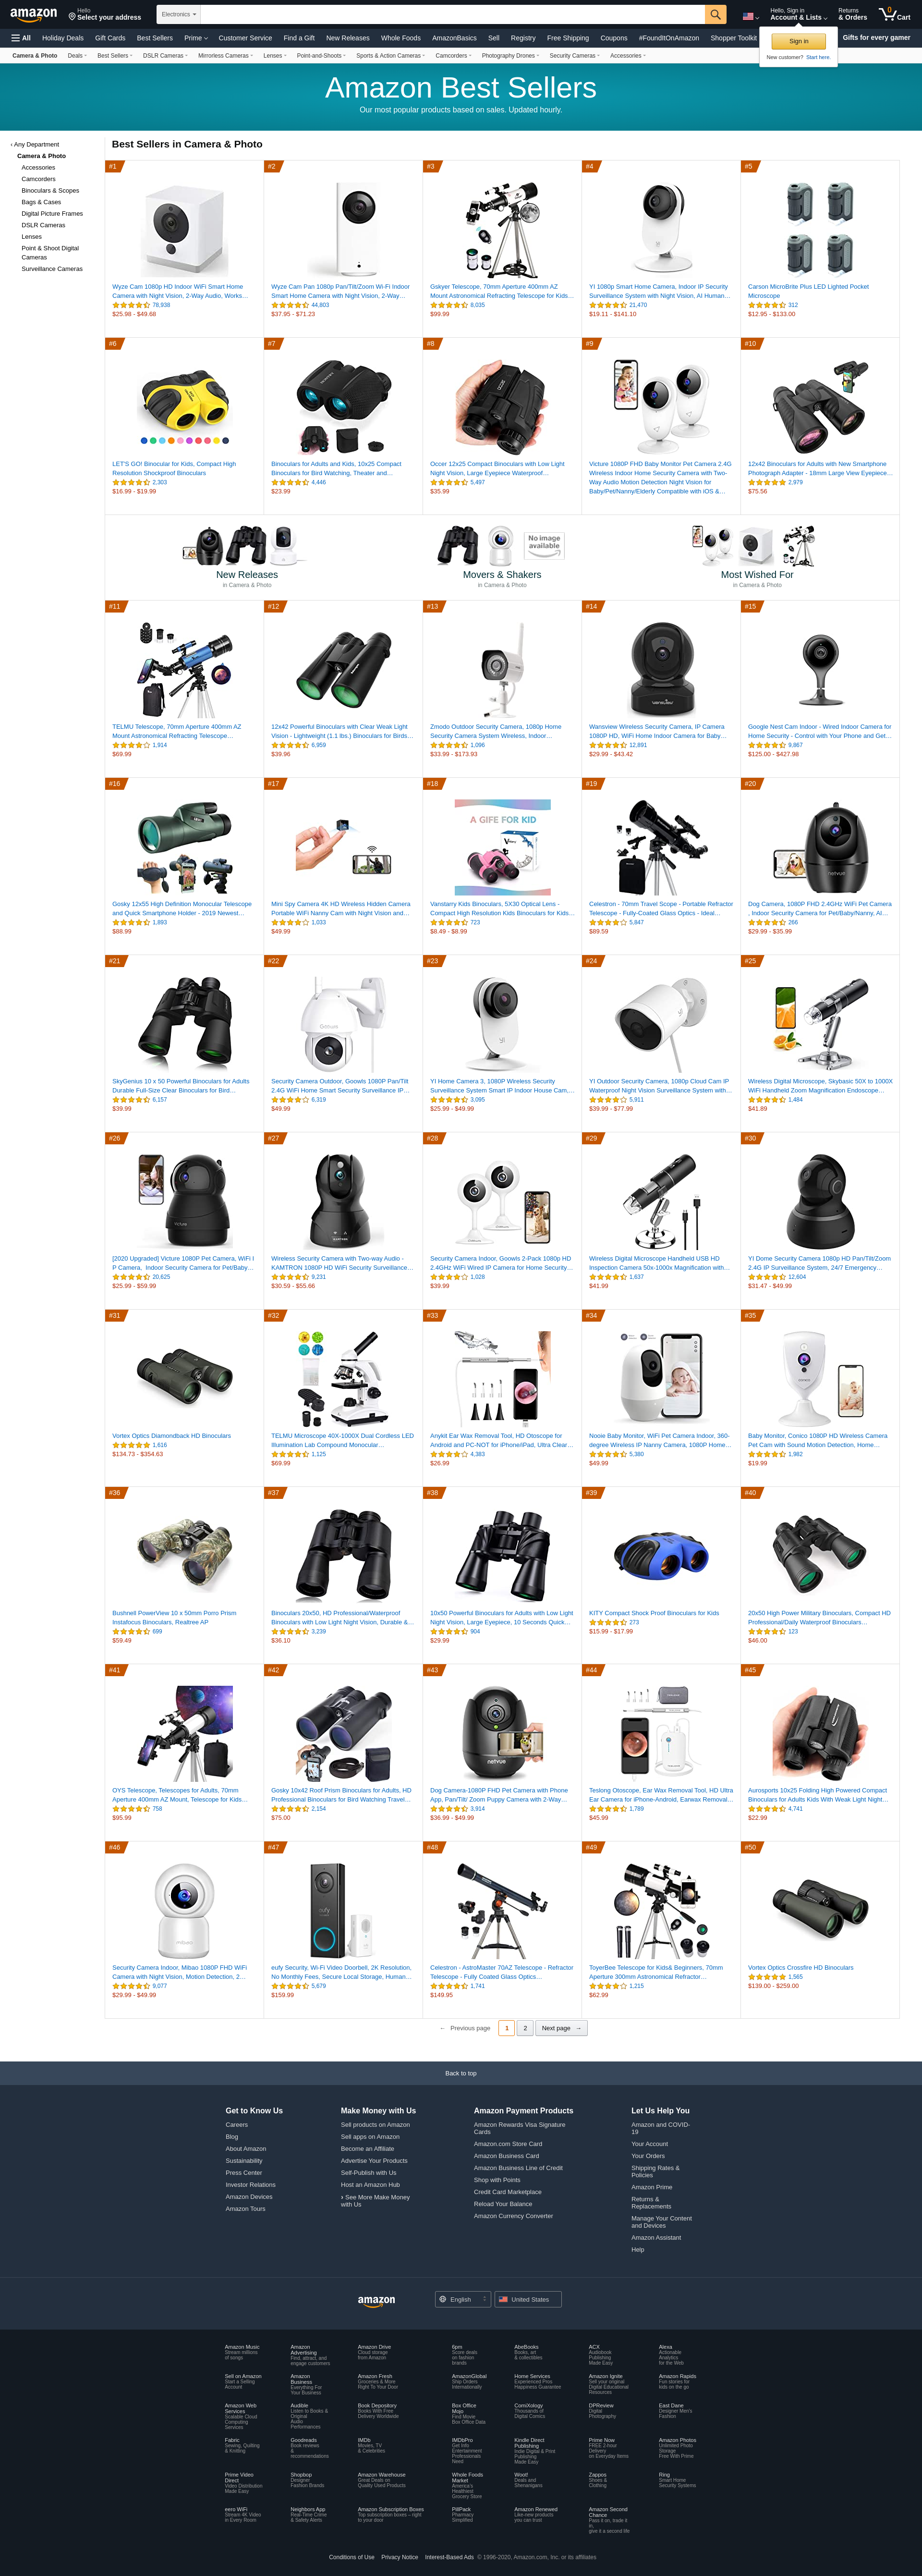 amazon
Hello
Select your address
Electronics
Hello, Sign in
Account & Lists
Returns
& Orders
0
Cart
All
Holiday Deals
Gift Cards
Best Sellers
Prime
Customer Service
Find a Gift
New Releases
Whole Foods
AmazonBasics
Sell
Registry
Free Shipping
Coupons
#FoundItOnAmazon
Shopper Toolkit
Gifts for every gamer
Sign in
New customer? Start here.
Camera & Photo
Deals
Best Sellers
DSLR Cameras
Mirrorless Cameras
Lenses
Point-and-Shoots
Sports & Action Cameras
Camcorders
Photography Drones
Security Cameras
Accessories
Amazon Best Sellers
Our most popular products based on sales. Updated hourly.
‹ Any Department
Camera & Photo
Accessories
Camcorders
Binoculars & Scopes
Bags & Cases
Digital Picture Frames
DSLR Cameras
Lenses
Point & Shoot Digital
Cameras
Surveillance Cameras
Best Sellers in Camera & Photo
#1
Wyze Cam 1080p HD Indoor WiFi Smart Home
Camera with Night Vision, 2-Way Audio, Works…
78,938
$25.98 - $49.68
#2
Wyze Cam Pan 1080p Pan/Tilt/Zoom Wi-Fi Indoor
Smart Home Camera with Night Vision, 2-Way…
44,803
$37.95 - $71.23
#3
Gskyer Telescope, 70mm Aperture 400mm AZ
Mount Astronomical Refracting Telescope for Kids…
8,035
$99.99
#4
YI 1080p Smart Home Camera, Indoor IP Security
Surveillance System with Night Vision, AI Human…
21,470
$19.11 - $141.10
#5
Carson MicroBrite Plus LED Lighted Pocket
Microscope
312
$12.95 - $133.00
#6
LET'S GO! Binocular for Kids, Compact High
Resolution Shockproof Binoculars
2,303
$16.99 - $19.99
#7
Binoculars for Adults and Kids, 10x25 Compact
Binoculars for Bird Watching, Theater and…
4,446
$23.99
#8
Occer 12x25 Compact Binoculars with Low Light
Night Vision, Large Eyepiece Waterproof…
5,497
$35.99
#9
Victure 1080P FHD Baby Monitor Pet Camera 2.4G
Wireless Indoor Home Security Camera with Two-
Way Audio Motion Detection Night Vision for
Baby/Pet/Nanny/Elderly Compatible with iOS &…
#10
12x42 Binoculars for Adults with New Smartphone
Photograph Adapter - 18mm Large View Eyepiece…
2,979
$75.56
No image
available
New Releases
in Camera & Photo
Movers & Shakers
in Camera & Photo
Most Wished For
in Camera & Photo
#11
TELMU Telescope, 70mm Aperture 400mm AZ
Mount Astronomical Refracting Telescope…
1,914
$69.99
#12
12x42 Powerful Binoculars with Clear Weak Light
Vision - Lightweight (1.1 lbs.) Binoculars for Birds…
6,959
$39.96
#13
Zmodo Outdoor Security Camera, 1080p Home
Security Camera System Wireless, Indoor…
1,096
$33.99 - $173.93
#14
Wansview Wireless Security Camera, IP Camera
1080P HD, WiFi Home Indoor Camera for Baby…
12,891
$29.99 - $43.42
#15
Google Nest Cam Indoor - Wired Indoor Camera for
Home Security - Control with Your Phone and Get…
9,867
$125.00 - $427.98
#16
Gosky 12x55 High Definition Monocular Telescope
and Quick Smartphone Holder - 2019 Newest…
1,893
$88.99
#17
Mini Spy Camera 4K HD Wireless Hidden Camera
Portable WiFi Nanny Cam with Night Vision and…
1,033
$49.99
#18
A GIFE FOR KID
Vanstarry Kids Binoculars, 5X30 Optical Lens -
Compact High Resolution Kids Binoculars for Kids…
723
$8.49 - $8.99
#19
Celestron - 70mm Travel Scope - Portable Refractor
Telescope - Fully-Coated Glass Optics - Ideal…
5,847
$89.59
#20
netvue
Dog Camera, 1080P FHD 2.4GHz WiFi Pet Camera
, Indoor Security Camera for Pet/Baby/Nanny, AI…
266
$29.99 - $35.99
#21
SkyGenius 10 x 50 Powerful Binoculars for Adults
Durable Full-Size Clear Binoculars for Bird…
6,157
$39.99
#22
Security Camera Outdoor, Goowls 1080P Pan/Tilt
2.4G WiFi Home Smart Security Surveillance IP…
6,319
$49.99
#23
YI Home Camera 3, 1080P Wireless Security
Surveillance System Smart IP Indoor House Cam,…
3,095
$25.99 - $49.99
#24
YI Outdoor Security Camera, 1080p Cloud Cam IP
Waterproof Night Vision Surveillance System with…
5,911
$39.99 - $77.99
#25
Wireless Digital Microscope, Skybasic 50X to 1000X
WiFi Handheld Zoom Magnification Endoscope…
1,484
$41.89
#26
[2020 Upgraded] Victure 1080P Pet Camera, WiFi I
P Camera, Indoor Security Camera for Pet/Baby…
20,625
$25.99 - $59.99
#27
Wireless Security Camera with Two-way Audio -
KAMTRON 1080P HD WiFi Security Surveillance…
9,231
$30.59 - $55.66
#28
Security Camera Indoor, Goowls 2-Pack 1080p HD
2.4GHz WiFi Wired IP Camera for Home Security…
1,028
$39.99
#29
Wireless Digital Microscope Handheld USB HD
Inspection Camera 50x-1000x Magnification with…
1,637
$41.99
#30
YI Dome Security Camera 1080p HD Pan/Tilt/Zoom
2.4G IP Surveillance System, 24/7 Emergency…
12,604
$31.47 - $49.99
#31
Vortex Optics Diamondback HD Binoculars
1,616
$134.73 - $354.63
#32
TELMU Microscope 40X-1000X Dual Cordless LED
Illumination Lab Compound Monocular…
1,125
$69.99
#33
Anykit Ear Wax Removal Tool, HD Otoscope for
Android and PC-NOT for iPhone/iPad, Ultra Clear…
4,383
$26.99
#34
Nooie Baby Monitor, WiFi Pet Camera Indoor, 360-
degree Wireless IP Nanny Camera, 1080P Home…
5,380
$49.99
#35
Baby Monitor, Conico 1080P HD Wireless Camera
Pet Cam with Sound Motion Detection, Home…
1,982
$19.99
#36
Bushnell PowerView 10 x 50mm Porro Prism
Instafocus Binoculars, Realtree AP
699
$59.49
#37
Binoculars 20x50, HD Professional/Waterproof
Binoculars with Low Light Night Vision, Durable &…
3,239
$36.10
#38
10x50 Powerful Binoculars for Adults with Low Light
Night Vision, Large Eyepiece, 10 Seconds Quick…
904
$29.99
#39
KITY Compact Shock Proof Binoculars for Kids
273
$15.99 - $17.99
#40
20x50 High Power Military Binoculars, Compact HD
Professional/Daily Waterproof Binoculars…
123
$46.00
#41
OYS Telescope, Telescopes for Adults, 70mm
Aperture 400mm AZ Mount, Telescope for Kids…
758
$95.99
#42
Gosky 10x42 Roof Prism Binoculars for Adults, HD
Professional Binoculars for Bird Watching Travel…
2,154
$75.00
#43
netvue
Dog Camera-1080P FHD Pet Camera with Phone
App, Pan/Tilt/ Zoom Puppy Camera with 2-Way…
3,914
$36.99 - $49.99
#44
Teslong Otoscope, Ear Wax Removal Tool, HD Ultra
Ear Camera for iPhone-Android, Earwax Removal…
1,789
$45.99
#45
Aurosports 10x25 Folding High Powered Compact
Binoculars for Adults Kids With Weak Light Night…
4,741
$22.99
#46
Security Camera Indoor, Mibao 1080P FHD WiFi
Camera with Night Vision, Motion Detection, 2…
9,077
$29.99 - $49.99
#47
eufy Security, Wi-Fi Video Doorbell, 2K Resolution,
No Monthly Fees, Secure Local Storage, Human…
5,679
$159.99
#48
Celestron - AstroMaster 70AZ Telescope - Refractor
Telescope - Fully Coated Glass Optics…
1,741
$149.95
#49
ToyerBee Telescope for Kids& Beginners, 70mm
Aperture 300mm Astronomical Refractor…
1,215
$62.99
#50
Vortex Optics Crossfire HD Binoculars
1,565
$139.00 - $259.00
← Previous page
1
2
Next page →
Back to top
Get to Know Us
Careers
Blog
About Amazon
Sustainability
Press Center
Investor Relations
Amazon Devices
Amazon Tours
Make Money with Us
Sell products on Amazon
Sell apps on Amazon
Become an Affiliate
Advertise Your Products
Self-Publish with Us
Host an Amazon Hub
› See More Make Money
with Us
Amazon Payment Products
Amazon Rewards Visa Signature
Cards
Amazon.com Store Card
Amazon Business Card
Amazon Business Line of Credit
Shop with Points
Credit Card Marketplace
Reload Your Balance
Amazon Currency Converter
Let Us Help You
Amazon and COVID-
19
Your Account
Your Orders
Shipping Rates &
Policies
Amazon Prime
Returns &
Replacements
Manage Your Content
and Devices
Amazon Assistant
Help
amazon
English
United States
Amazon Music
Stream millions
of songs
Amazon
Advertising
Find, attract, and
engage customers
Amazon Drive
Cloud storage
from Amazon
6pm
Score deals
on fashion
brands
AbeBooks
Books, art
& collectibles
ACX
Audiobook
Publishing
Made Easy
Alexa
Actionable
Analytics
for the Web
Sell on Amazon
Start a Selling
Account
Amazon
Business
Everything For
Your Business
Amazon Fresh
Groceries & More
Right To Your Door
AmazonGlobal
Ship Orders
Internationally
Home Services
Experienced Pros
Happiness Guarantee
Amazon Ignite
Sell your original
Digital Educational
Resources
Amazon Rapids
Fun stories for
kids on the go
Amazon Web
Services
Scalable Cloud
Computing
Services
Audible
Listen to Books &
Original
Audio
Performances
Book Depository
Books With Free
Delivery Worldwide
Box Office
Mojo
Find Movie
Box Office Data
ComiXology
Thousands of
Digital Comics
DPReview
Digital
Photography
East Dane
Designer Men's
Fashion
Fabric
Sewing, Quilting
& Knitting
Goodreads
Book reviews
&
recommendations
IMDb
Movies, TV
& Celebrities
IMDbPro
Get Info
Entertainment
Professionals
Need
Kindle Direct
Publishing
Indie Digital & Print
Publishing
Made Easy
Prime Now
FREE 2-hour
Delivery
on Everyday Items
Amazon Photos
Unlimited Photo
Storage
Free With Prime
Prime Video
Direct
Video Distribution
Made Easy
Shopbop
Designer
Fashion Brands
Amazon Warehouse
Great Deals on
Quality Used Products
Whole Foods
Market
America's
Healthiest
Grocery Store
Woot!
Deals and
Shenanigans
Zappos
Shoes &
Clothing
Ring
Smart Home
Security Systems
eero WiFi
Stream 4K Video
in Every Room
Neighbors App
Real-Time Crime
& Safety Alerts
Amazon Subscription Boxes
Top subscription boxes – right
to your door
PillPack
Pharmacy
Simplified
Amazon Renewed
Like-new products
you can trust
Amazon Second
Chance
Pass it on, trade it
in,
give it a second life
Conditions of Use
Privacy Notice
Interest-Based Ads
© 1996-2020, Amazon.com, Inc. or its affiliates